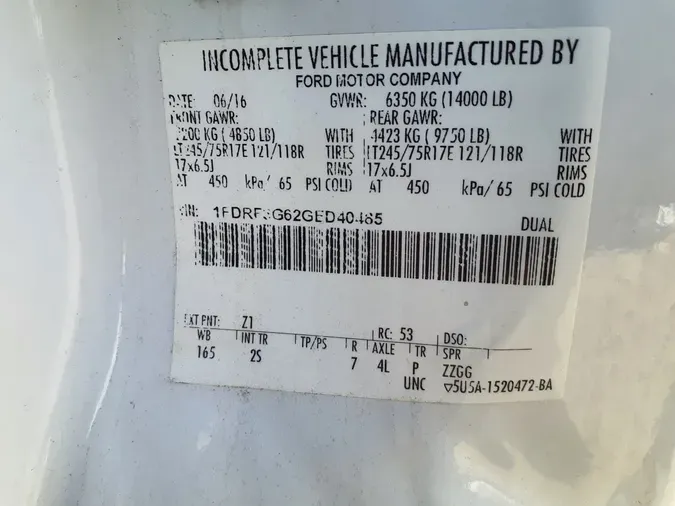 INCOMPLETE VEHICLE MANUFACTURED BY
FORD MOTOR COMPANY
DATE: 06/16 GVWR: 6350 KG (14000 LB)
FRONT GAWR: REAR GAWR:
2200 KG ( 4850 LB) WITH 4423 KG ( 9750 LB) WITH
LT245/75R17E 121/118R TIRES LT245/75R17E 121/118R TIRES
17x6.5J RIMS 17x6.5J RIMS
AT 450 kPa/ 65 PSI COLD AT 450 kPa/ 65 PSI COLD
VIN: DUAL
EXT PNT: Z1 RC: 53 DSO:
WB INT TR TP/PS R AXLE TR SPR
165 2S 7 4L P ZZGG
UNC ▽5U5A-1520472-BA